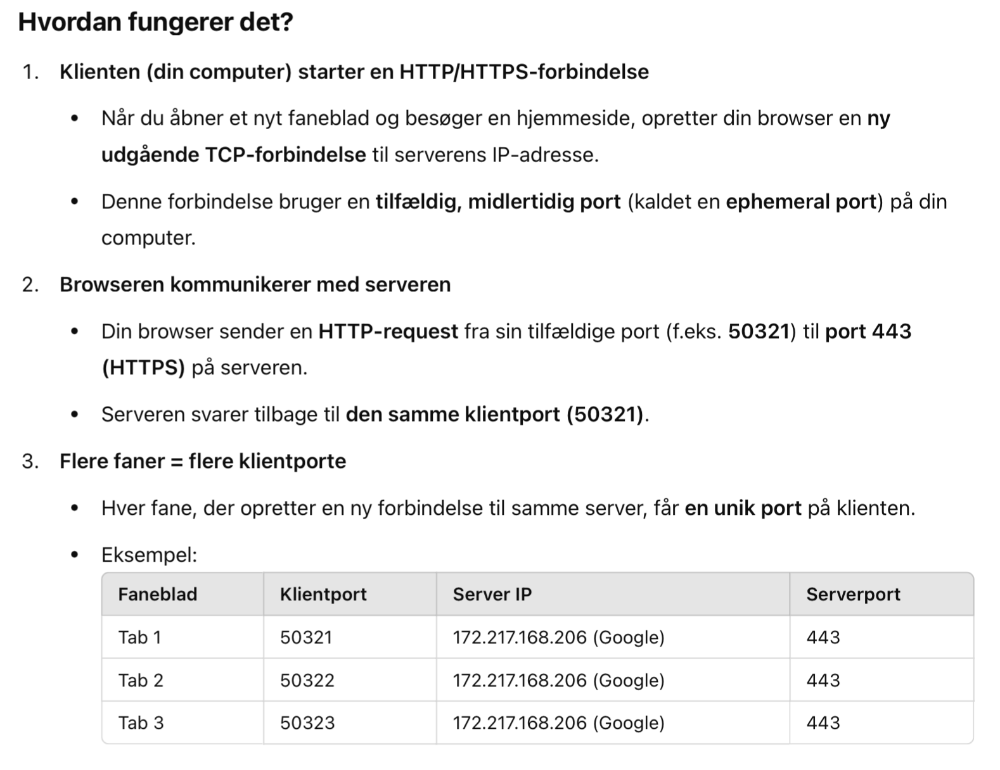 Hvordan fungerer det?
1. Klienten (din computer) starter en HTTP/HTTPS-forbindelse
• Når du åbner et nyt faneblad og besøger en hjemmeside, opretter din browser en ny
udgående TCP-forbindelse til serverens IP-adresse.
• Denne forbindelse bruger en tilfældig, midlertidig port (kaldet en ephemeral port) på din
computer.
2. Browseren kommunikerer med serveren
• Din browser sender en HTTP-request fra sin tilfældige port (f.eks. 50321) til port 443
(HTTPS) på serveren.
• Serveren svarer tilbage til den samme klientport (50321).
3. Flere faner = flere klientporte
• Hver fane, der opretter en ny forbindelse til samme server, får en unik port på klienten.
• Eksempel:
Faneblad Klientport Server IP Serverport
Tab 1 50321 172.217.168.206 (Google) 443
Tab 2 50322 172.217.168.206 (Google) 443
Tab 3 50323 172.217.168.206 (Google) 443